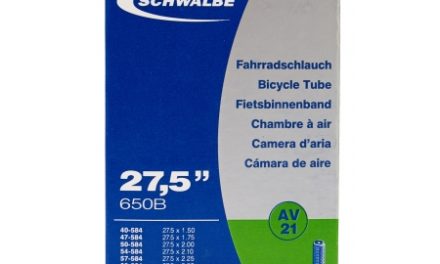 SCHWALBE
Fahrradschlauch
Bicycle Tube
Fietsbinnenband
Chambre à air
Camera d'aria
Cámara de aire
27,5”
650B
AV
21
40-584 27.5 x 1.50
47-584 27.5 x 1.75
50-584 27.5 x 2.00
54-584 27.5 x 2.10
57-584 27.5 x 2.25